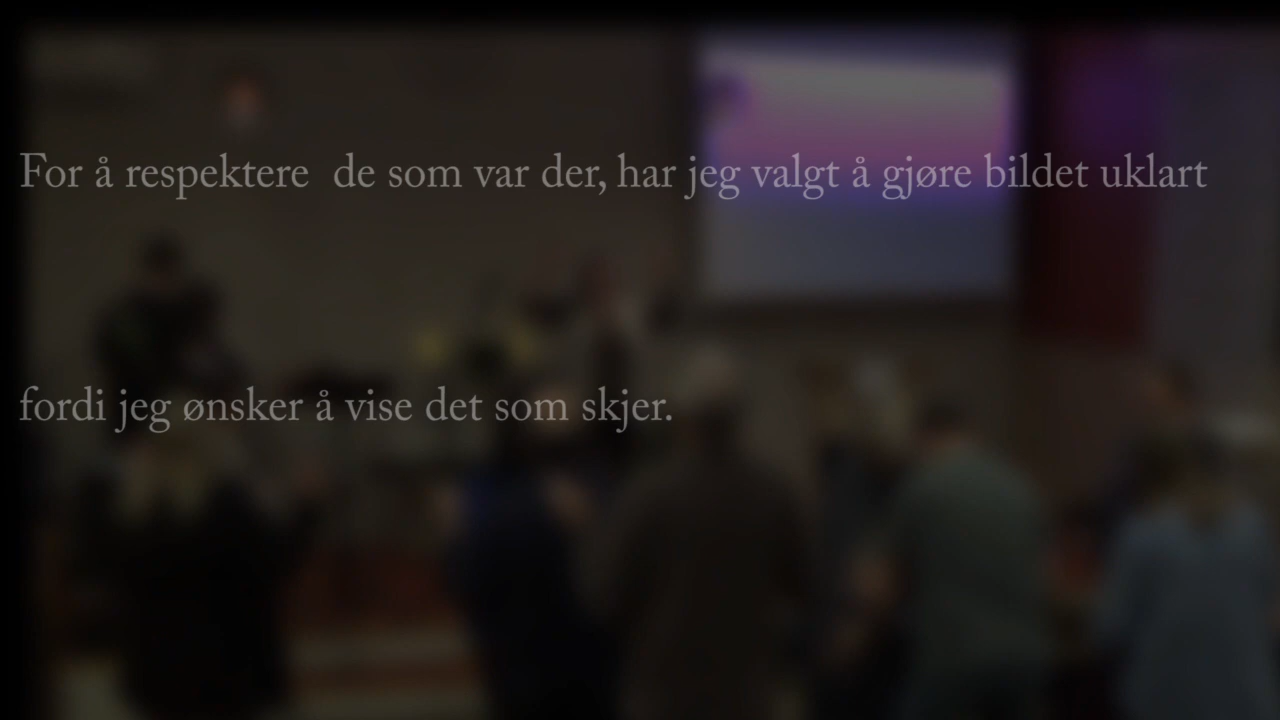 For å respektere  de som var der, har jeg valgt å gjøre bildet uklart
fordi jeg ønsker å vise det som skjer.